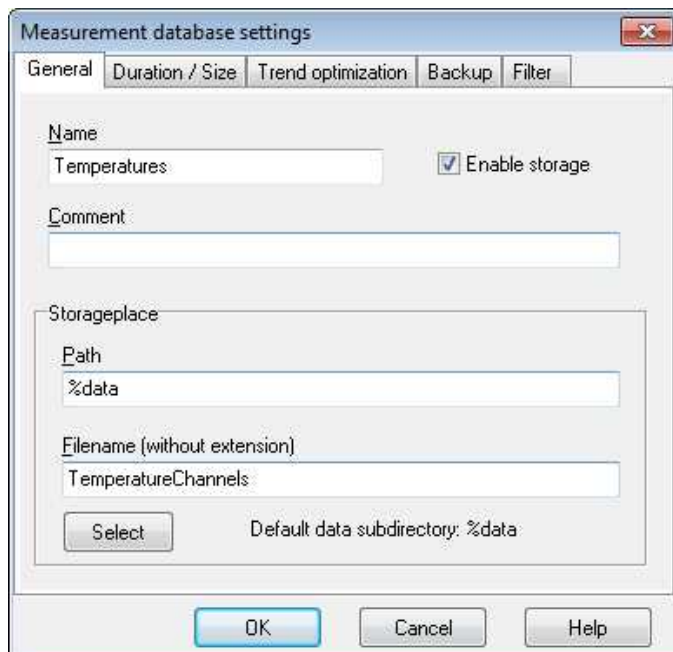 Measurement database settings
General Duration / Size Trend optimization Backup Filter
Name
Temperatures
Enable storage
Comment
Storageplace
Path
%data
Filename (without extension)
TemperatureChannels
Select Default data subdirectory: %data
OK Cancel Help